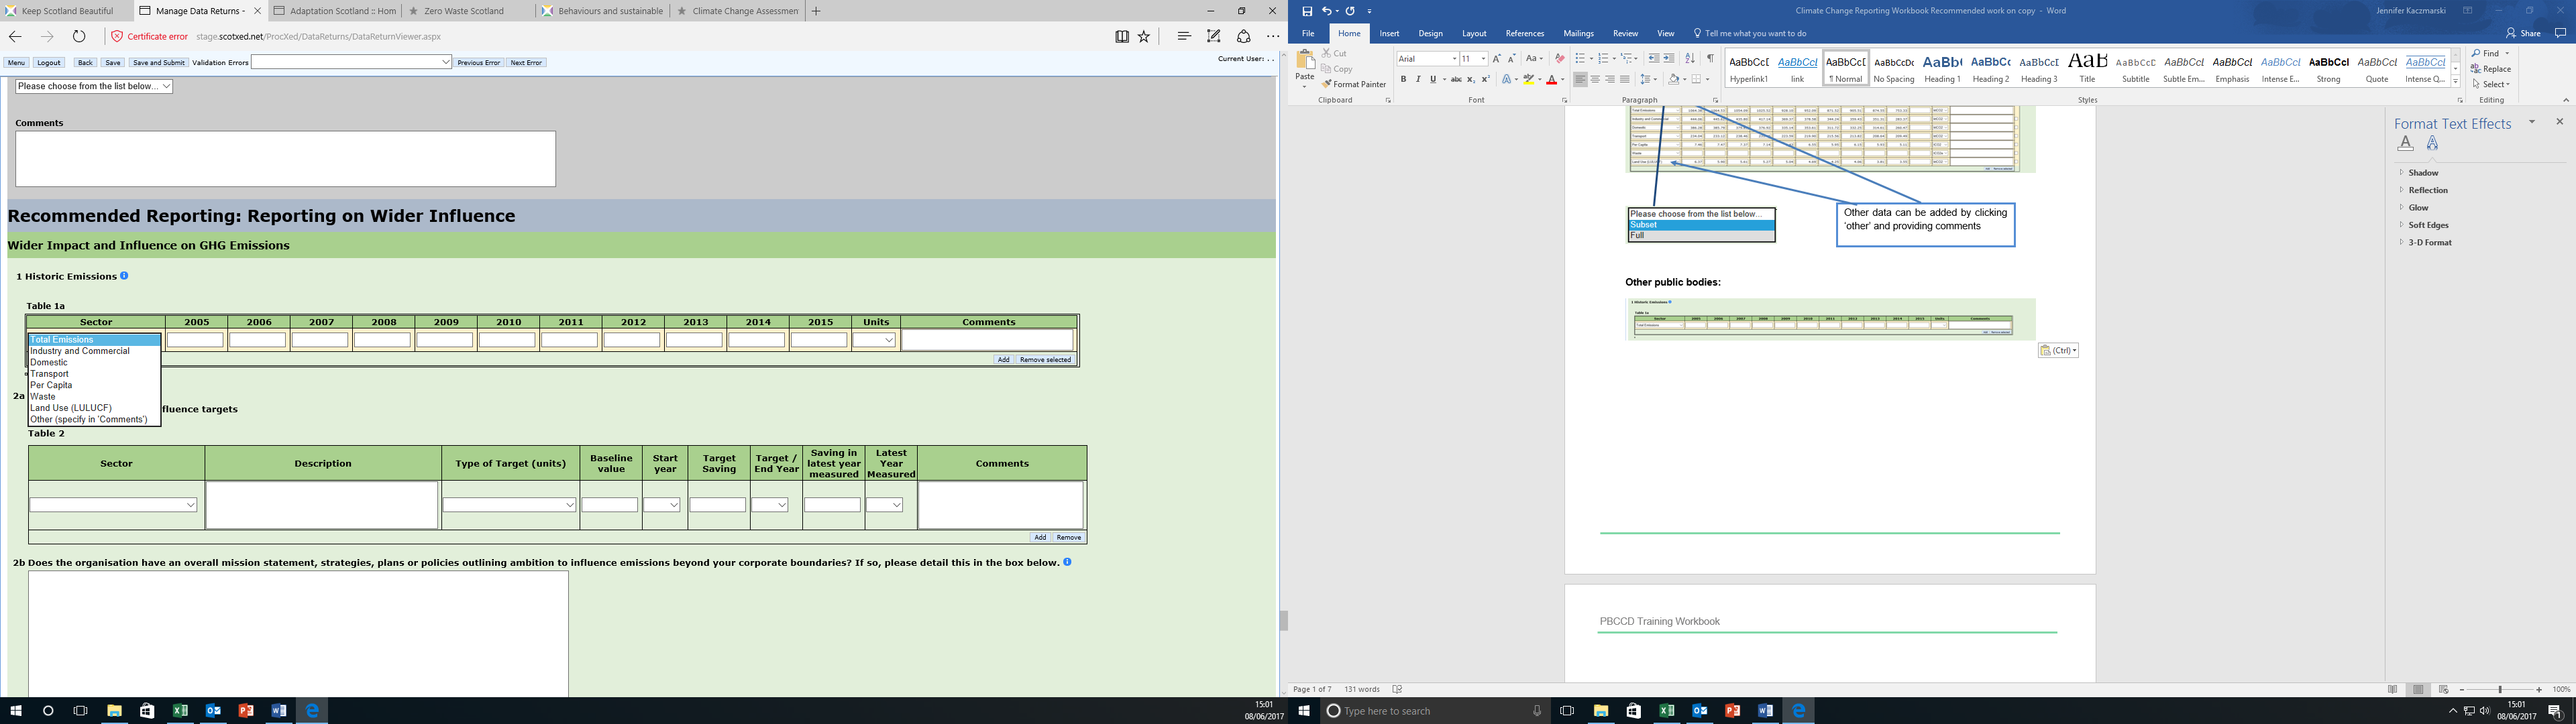 Keep Scotland Beautiful
Manage Data Returns -
Adaptation Scotland :: Hom
Zero Waste Scotland
Behaviours and sustainable
Climate Change Assessmen
Certificate error
stage.scotxed.net/ProcXed/DataReturns/DataReturnViewer.aspx
Menu Logout Back Save Save and Submit Validation Errors Previous Error Next Error
Current User: . .
Please choose from the list below...
Comments
Recommended Reporting: Reporting on Wider Influence
Wider Impact and Influence on GHG Emissions
1 Historic Emissions
Table 1a
Sector 2005 2006 2007 2008 2009 2010 2011 2012 2013 2014 2015 Units Comments
Total Emissions
Industry and Commercial
Domestic
Transport
Per Capita
Waste
Land Use (LULUCF)
Other (specify in 'Comments')
Add Remove selected
2a
fluence targets
Table 2
Sector Description Type of Target (units) Baseline value Start year Target Saving Target / End Year Saving in latest year measured Latest Year Measured Comments
Add Remove
2b Does the organisation have an overall mission statement, strategies, plans or policies outlining ambition to influence emissions beyond your corporate boundaries? If so, please detail this in the box below.
15:01
08/06/2017
Climate Change Reporting Workbook Recommended work on copy - Word
Jennifer Kaczmarski
File Home Insert Design Layout References Mailings Review View Tell me what you want to do
Share
Paste
Cut
Copy
Format Painter
Clipboard
Arial 11
Font
Paragraph
Hyperlink1 link ¶ Normal No Spacing Heading 1 Heading 2 Heading 3 Title Subtitle Subtle Em... Emphasis Intense E... Strong Quote Intense Q...
Styles
Find
Replace
Select
Editing
Please choose from the list below...
Subset
Full
Other data can be added by clicking
'other' and providing comments
Other public bodies:
(Ctrl)
PBCCD Training Workbook
Format Text Effects
Shadow
Reflection
Glow
Soft Edges
3-D Format
Page 1 of 7 131 words
100%
Type here to search
15:01
08/06/2017